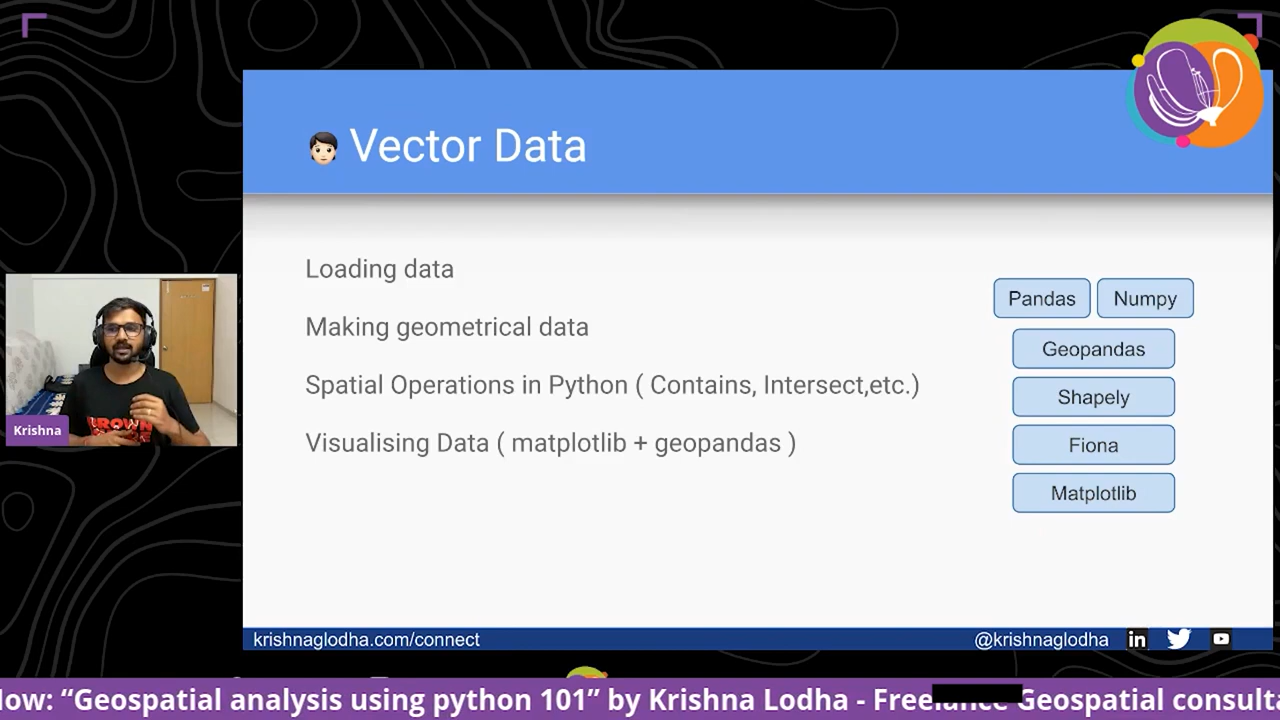 Vector Data
Loading data
Making geometrical data
Spatial Operations in Python ( Contains, Intersect,etc.)
Visualising Data ( matplotlib + geopandas )
Pandas Numpy
Geopandas
Shapely
Fiona
Matplotlib
Krishna
krishnaglodha.com/connect
@krishnaglodha in
: “Geospatial analysis using python 101” by Krishna Lodha - Geospatial